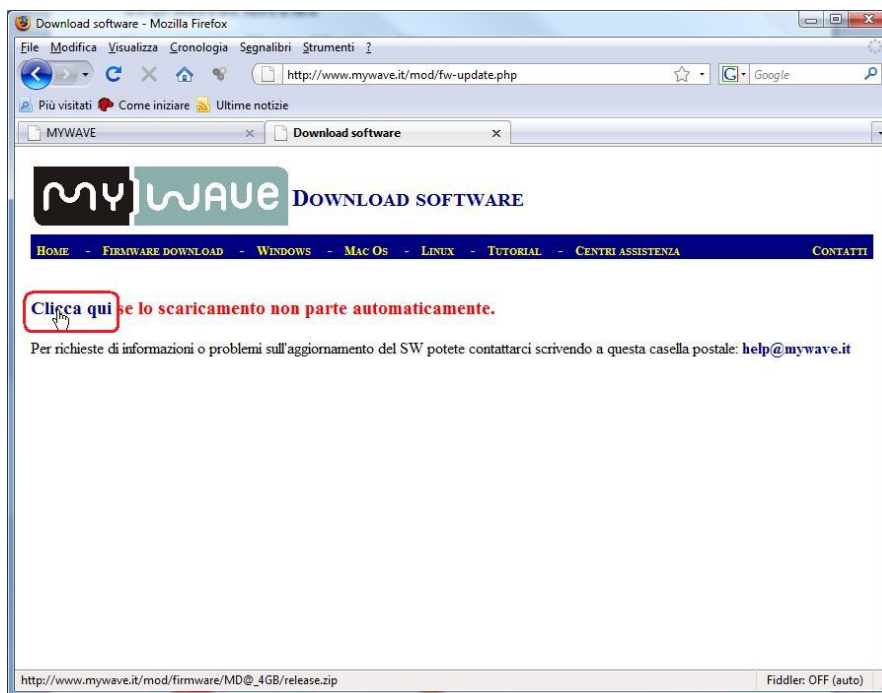 Download software - Mozilla Firefox
File Modifica Visualizza Cronologia Segnalibri Strumenti ?
http://www.mywave.it/mod/fw-update.php
G Google
Più visitati Come iniziare Ultime notizie
MYWAVE Download software
MYWAVE DOWNLOAD SOFTWARE
HOME - FIRMWARE DOWNLOAD - WINDOWS - MAC OS - LINUX - TUTORIAL - CENTRI ASSISTENZA CONTATTI
Clicca qui se lo scaricamento non parte automaticamente.
Per richieste di informazioni o problemi sull'aggiornamento del SW potete contattarci scrivendo a questa casella postale: help@mywave.it
http://www.mywave.it/mod/firmware/MD@_4GB/release.zip Fiddler: OFF (auto)